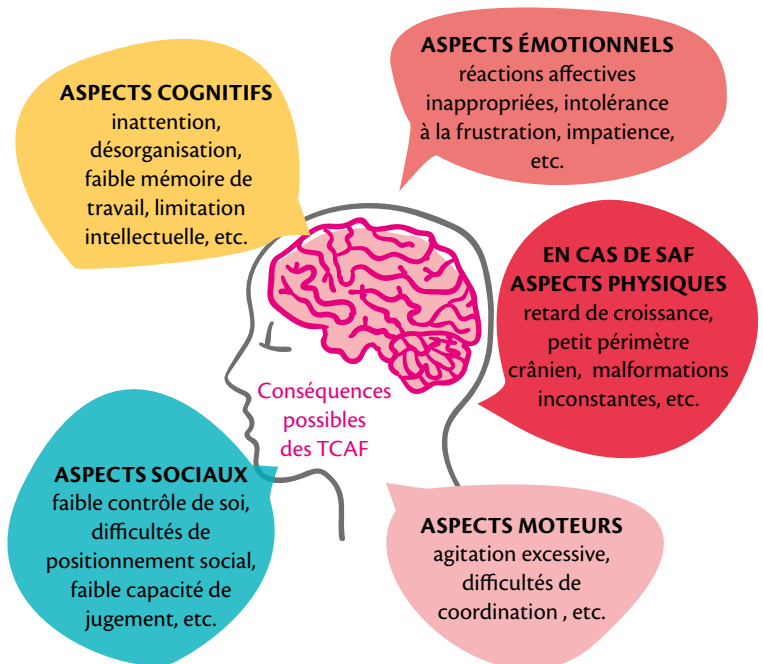 ASPECTS COGNITIFS
inattention,
désorganisation,
faible mémoire de
travail, limitation
intellectuelle, etc.
ASPECTS ÉMOTIONNELS
réactions affectives
inappropriées, intolérance
à la frustration, impatience,
etc.
EN CAS DE SAF
ASPECTS PHYSIQUES
retard de croissance,
petit périmètre
crânien, malformations
inconstantes, etc.
Conséquences
possibles
des TCAF
ASPECTS SOCIAUX
faible contrôle de soi,
difficultés de
positionnement social,
faible capacité de
jugement, etc.
ASPECTS MOTEURS
agitation excessive,
difficultés de
coordination , etc.